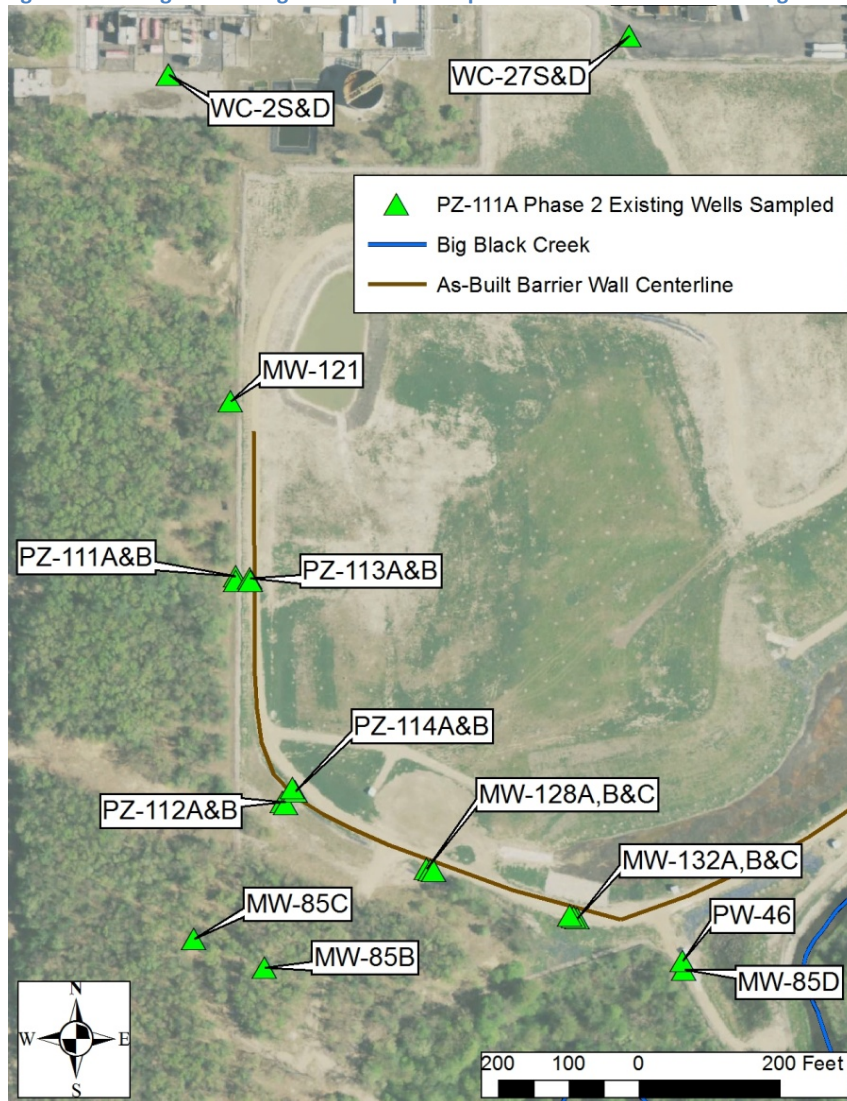 WC-27S&D
WC-2S&D
PZ-111A Phase 2 Existing Wells Sampled
Big Black Creek
As-Built Barrier Wall Centerline
MW-121
PZ-111A&B
PZ-113A&B
PZ-114A&B
PZ-112A&B
MW-128A,B&C
MW-132A,B&C
MW-85C
PW-46
MW-85B
MW-85D
N
W E
S
200 100 0 200 Feet